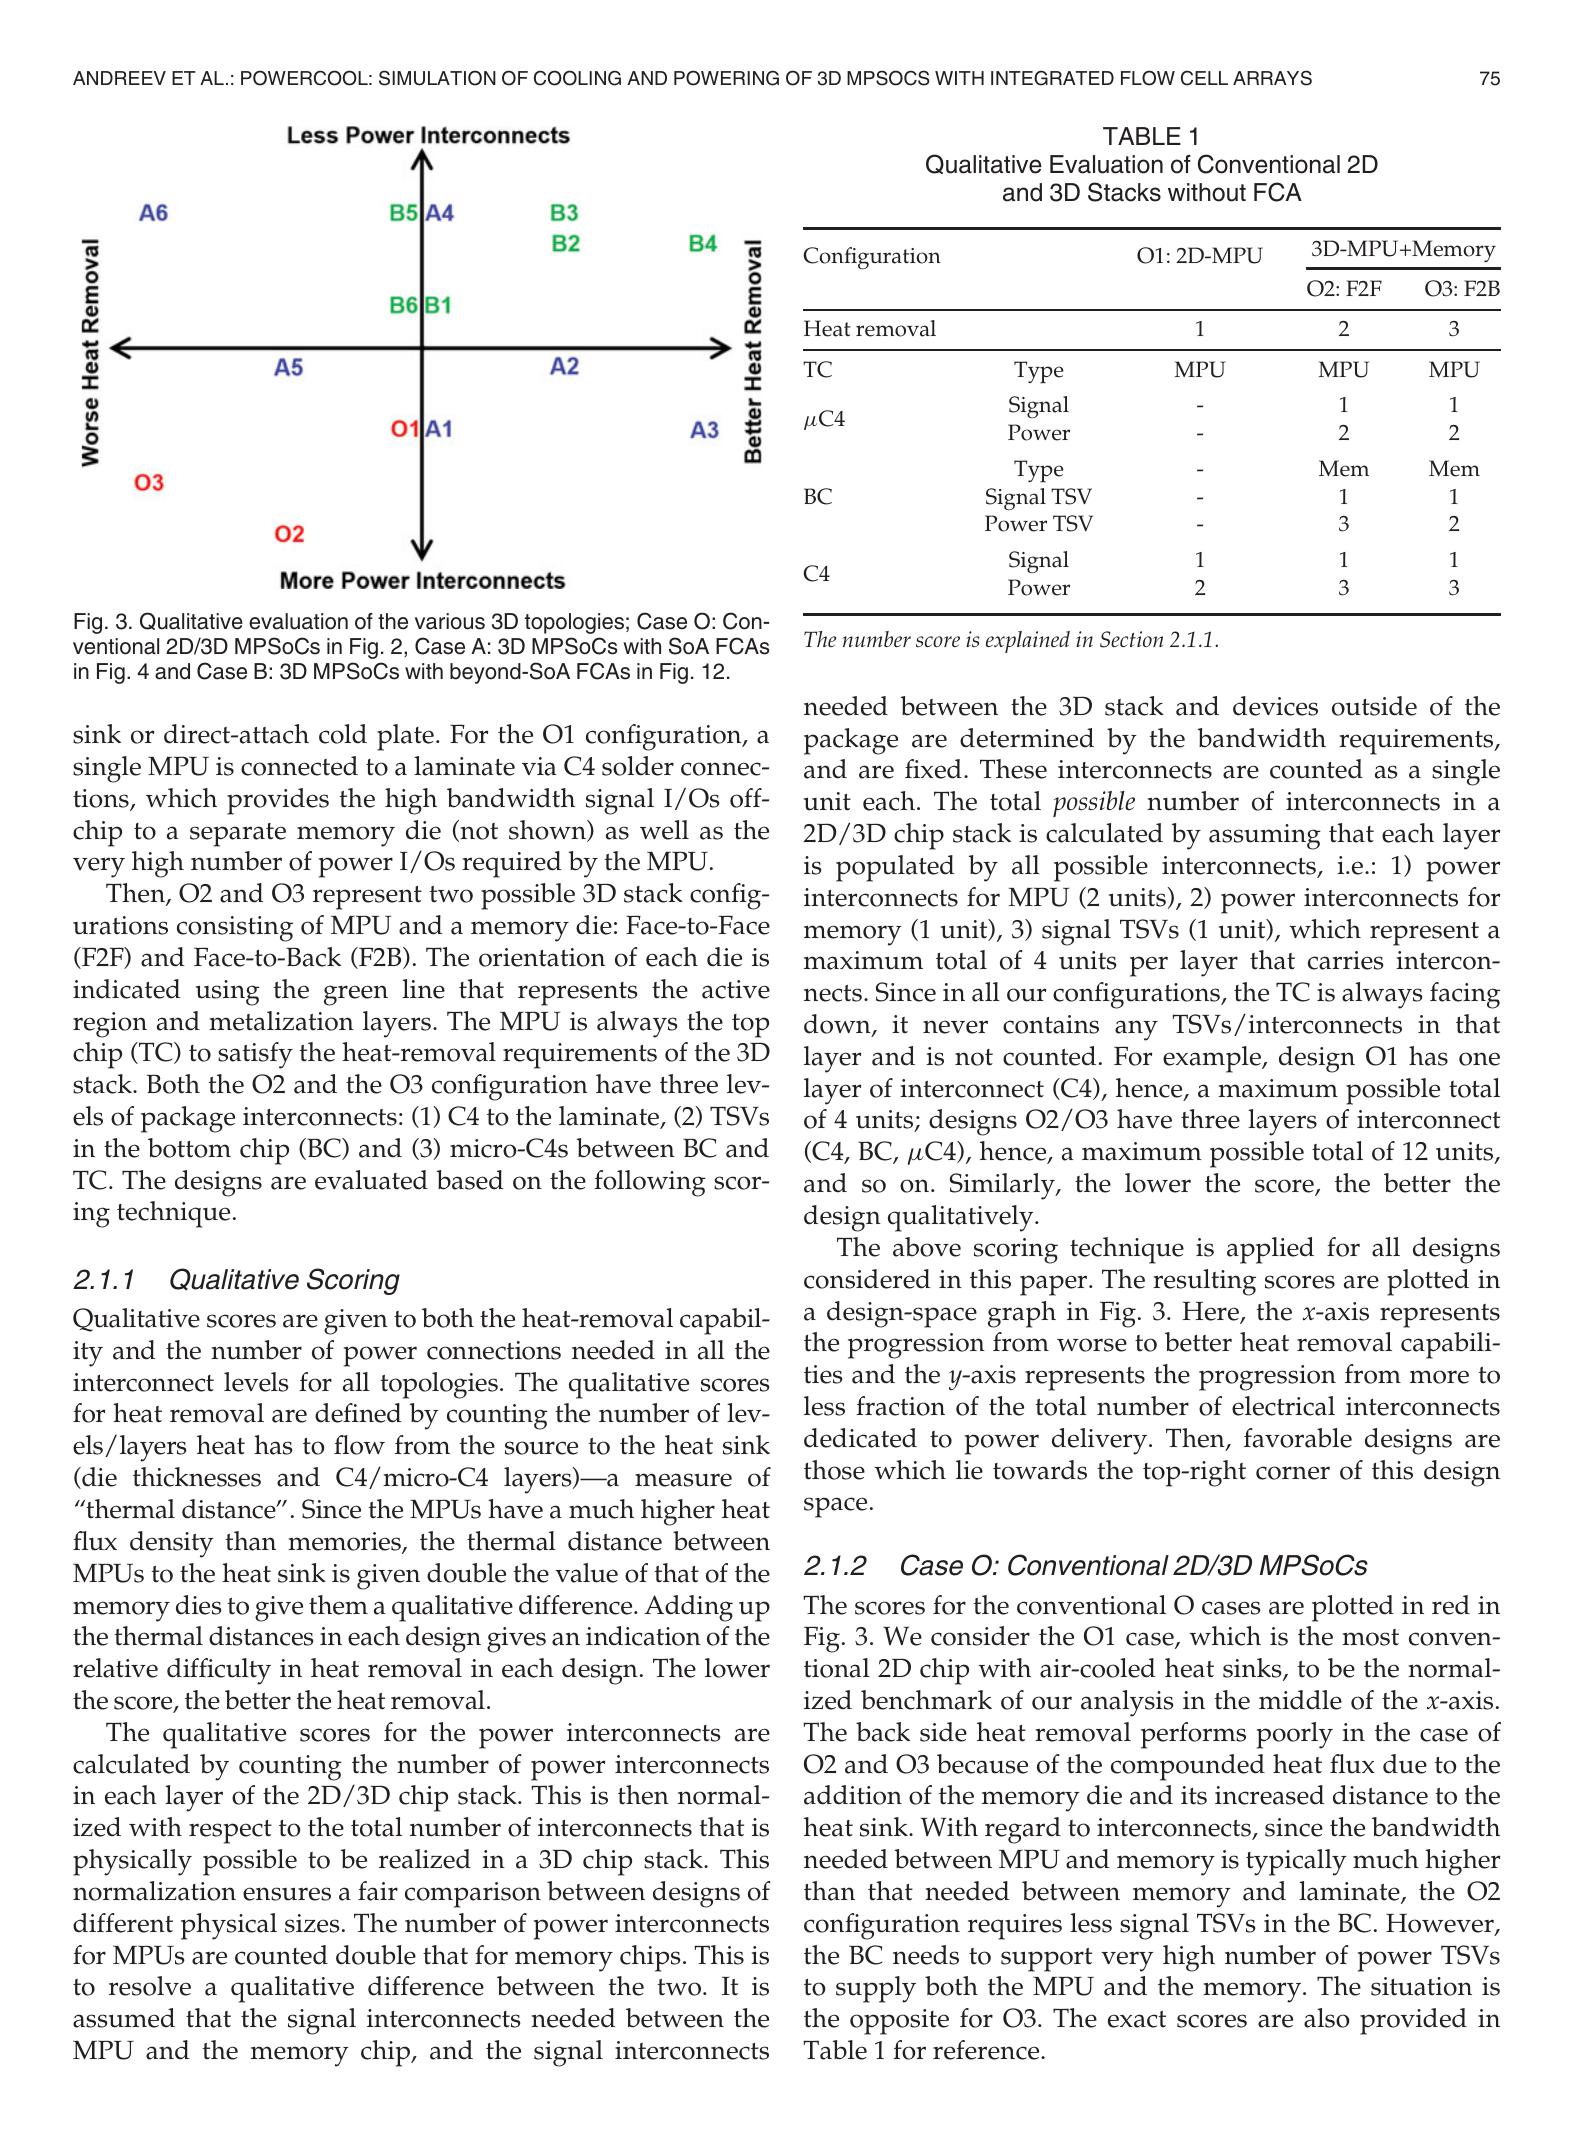 ANDREEV ET AL.: POWERCOOL: SIMULATION OF COOLING AND POWERING OF 3D MPSOCS WITH INTEGRATED FLOW CELL ARRAYS 75
Less Power Interconnects
A6 B5 A4 B3
B2 B4
B6 B1
Worse Heat Removal
Better Heat Removal
A5 A2
O1 A1 A3
O3
O2
More Power Interconnects
Fig. 3. Qualitative evaluation of the various 3D topologies; Case O: Con-
ventional 2D/3D MPSoCs in Fig. 2, Case A: 3D MPSoCs with SoA FCAs
in Fig. 4 and Case B: 3D MPSoCs with beyond-SoA FCAs in Fig. 12.
sink or direct-attach cold plate. For the O1 configuration, a
single MPU is connected to a laminate via C4 solder connec-
tions, which provides the high bandwidth signal I/Os off-
chip to a separate memory die (not shown) as well as the
very high number of power I/Os required by the MPU.
Then, O2 and O3 represent two possible 3D stack config-
urations consisting of MPU and a memory die: Face-to-Face
(F2F) and Face-to-Back (F2B). The orientation of each die is
indicated using the green line that represents the active
region and metalization layers. The MPU is always the top
chip (TC) to satisfy the heat-removal requirements of the 3D
stack. Both the O2 and the O3 configuration have three lev-
els of package interconnects: (1) C4 to the laminate, (2) TSVs
in the bottom chip (BC) and (3) micro-C4s between BC and
TC. The designs are evaluated based on the following scor-
ing technique.
2.1.1 Qualitative Scoring
Qualitative scores are given to both the heat-removal capabil-
ity and the number of power connections needed in all the
interconnect levels for all topologies. The qualitative scores
for heat removal are defined by counting the number of lev-
els/layers heat has to flow from the source to the heat sink
(die thicknesses and C4/micro-C4 layers)—a measure of
“thermal distance”. Since the MPUs have a much higher heat
flux density than memories, the thermal distance between
MPUs to the heat sink is given double the value of that of the
memory dies to give them a qualitative difference. Adding up
the thermal distances in each design gives an indication of the
relative difficulty in heat removal in each design. The lower
the score, the better the heat removal.
The qualitative scores for the power interconnects are
calculated by counting the number of power interconnects
in each layer of the 2D/3D chip stack. This is then normal-
ized with respect to the total number of interconnects that is
physically possible to be realized in a 3D chip stack. This
normalization ensures a fair comparison between designs of
different physical sizes. The number of power interconnects
for MPUs are counted double that for memory chips. This is
to resolve a qualitative difference between the two. It is
assumed that the signal interconnects needed between the
MPU and the memory chip, and the signal interconnects
TABLE 1
Qualitative Evaluation of Conventional 2D
and 3D Stacks without FCA
Configuration O1: 2D-MPU 3D-MPU+Memory
O2: F2F O3: F2B
Heat removal 1 2 3
TC Type MPU MPU MPU
μC4 Signal - 1 1
Power - 2 2
Type - Mem Mem
BC Signal TSV - 1 1
Power TSV - 3 2
C4 Signal 1 1 1
Power 2 3 3
The number score is explained in Section 2.1.1.
needed between the 3D stack and devices outside of the
package are determined by the bandwidth requirements,
and are fixed. These interconnects are counted as a single
unit each. The total possible number of interconnects in a
2D/3D chip stack is calculated by assuming that each layer
is populated by all possible interconnects, i.e.: 1) power
interconnects for MPU (2 units), 2) power interconnects for
memory (1 unit), 3) signal TSVs (1 unit), which represent a
maximum total of 4 units per layer that carries intercon-
nects. Since in all our configurations, the TC is always facing
down, it never contains any TSVs/interconnects in that
layer and is not counted. For example, design O1 has one
layer of interconnect (C4), hence, a maximum possible total
of 4 units; designs O2/O3 have three layers of interconnect
(C4, BC, μC4), hence, a maximum possible total of 12 units,
and so on. Similarly, the lower the score, the better the
design qualitatively.
The above scoring technique is applied for all designs
considered in this paper. The resulting scores are plotted in
a design-space graph in Fig. 3. Here, the x-axis represents
the progression from worse to better heat removal capabili-
ties and the y-axis represents the progression from more to
less fraction of the total number of electrical interconnects
dedicated to power delivery. Then, favorable designs are
those which lie towards the top-right corner of this design
space.
2.1.2 Case O: Conventional 2D/3D MPSoCs
The scores for the conventional O cases are plotted in red in
Fig. 3. We consider the O1 case, which is the most conven-
tional 2D chip with air-cooled heat sinks, to be the normal-
ized benchmark of our analysis in the middle of the x-axis.
The back side heat removal performs poorly in the case of
O2 and O3 because of the compounded heat flux due to the
addition of the memory die and its increased distance to the
heat sink. With regard to interconnects, since the bandwidth
needed between MPU and memory is typically much higher
than that needed between memory and laminate, the O2
configuration requires less signal TSVs in the BC. However,
the BC needs to support very high number of power TSVs
to supply both the MPU and the memory. The situation is
the opposite for O3. The exact scores are also provided in
Table 1 for reference.